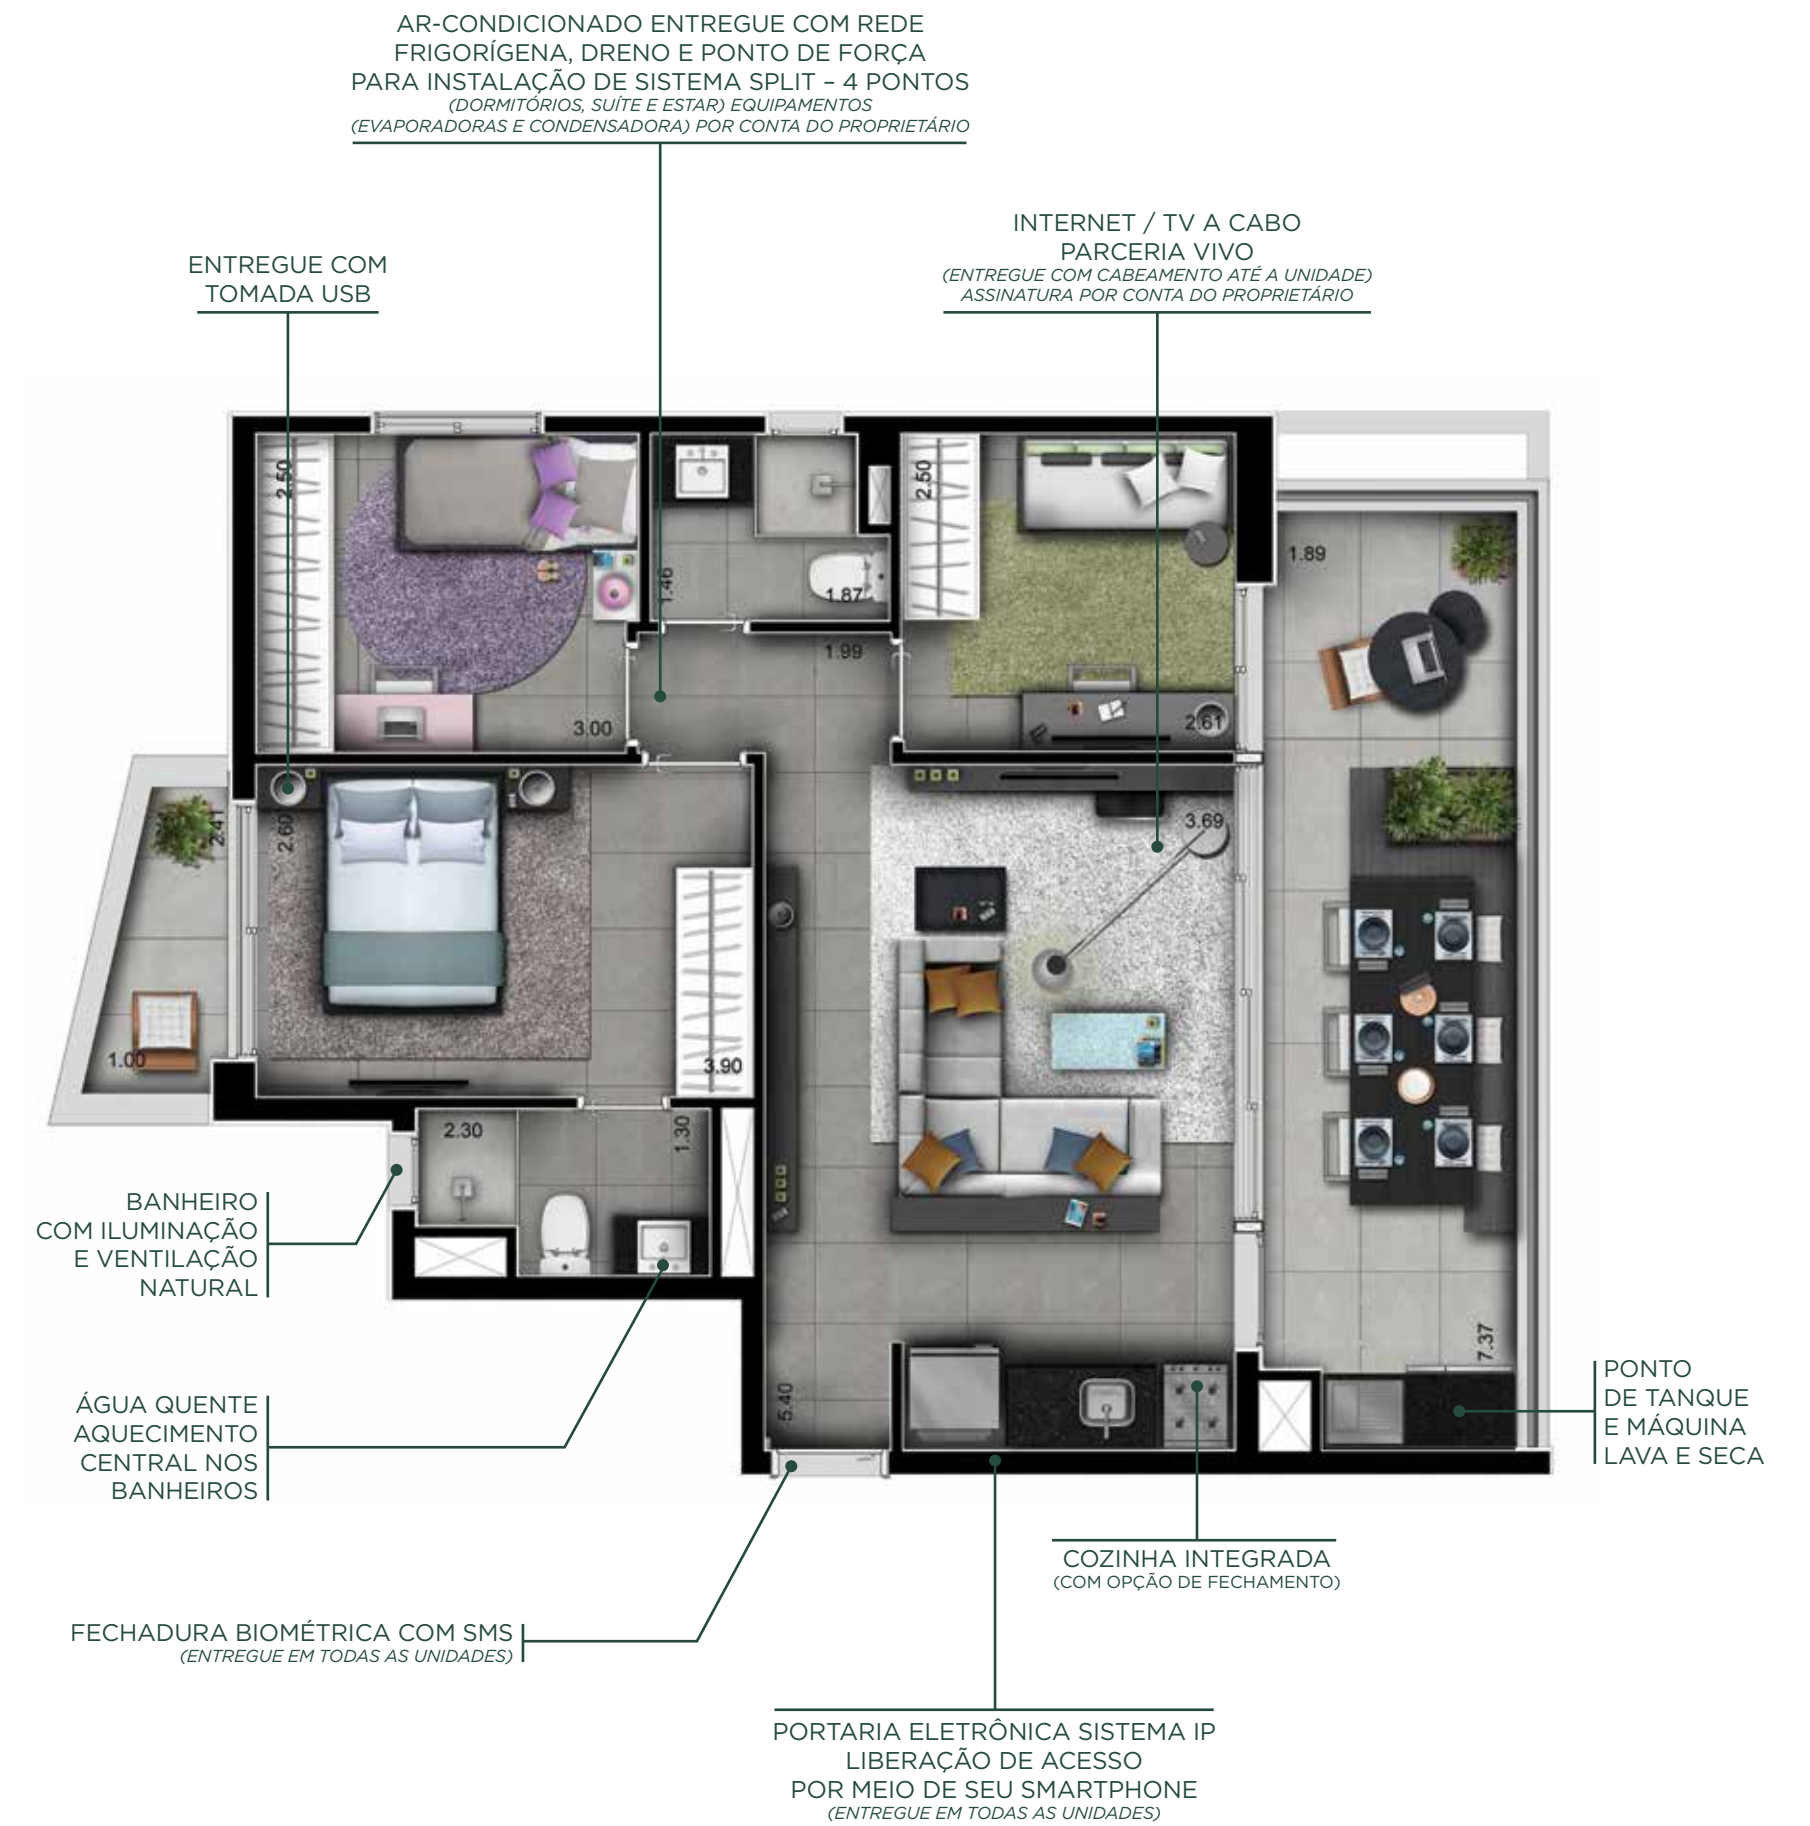 AR-CONDICIONADO ENTREGUE COM REDE
FRIGORÍGENA, DRENO E PONTO DE FORÇA
PARA INSTALAÇÃO DE SISTEMA SPLIT – 4 PONTOS
(DORMITÓRIOS, SUÍTE E ESTAR) EQUIPAMENTOS
(EVAPORADORAS E CONDENSADORA) POR CONTA DO PROPRIETÁRIO
INTERNET / TV A CABO
PARCERIA VIVO
(ENTREGUE COM CABEAMENTO ATÉ A UNIDADE)
ASSINATURA POR CONTA DO PROPRIETÁRIO
ENTREGUE COM
TOMADA USB
2.50
2.50
1.89
1.46
1.87
1.99
3.00
2.61
2.41
2.60
3.69
1.00
3.90
2.30
1.30
7.37
5.40
BANHEIRO
COM ILUMINAÇÃO
E VENTILAÇÃO
NATURAL
ÁGUA QUENTE
AQUECIMENTO
CENTRAL NOS
BANHEIROS
PONTO
DE TANQUE
E MÁQUINA
LAVA E SECA
COZINHA INTEGRADA
(COM OPÇÃO DE FECHAMENTO)
FECHADURA BIOMÉTRICA COM SMS
(ENTREGUE EM TODAS AS UNIDADES)
PORTARIA ELETRÔNICA SISTEMA IP
LIBERAÇÃO DE ACESSO
POR MEIO DE SEU SMARTPHONE
(ENTREGUE EM TODAS AS UNIDADES)